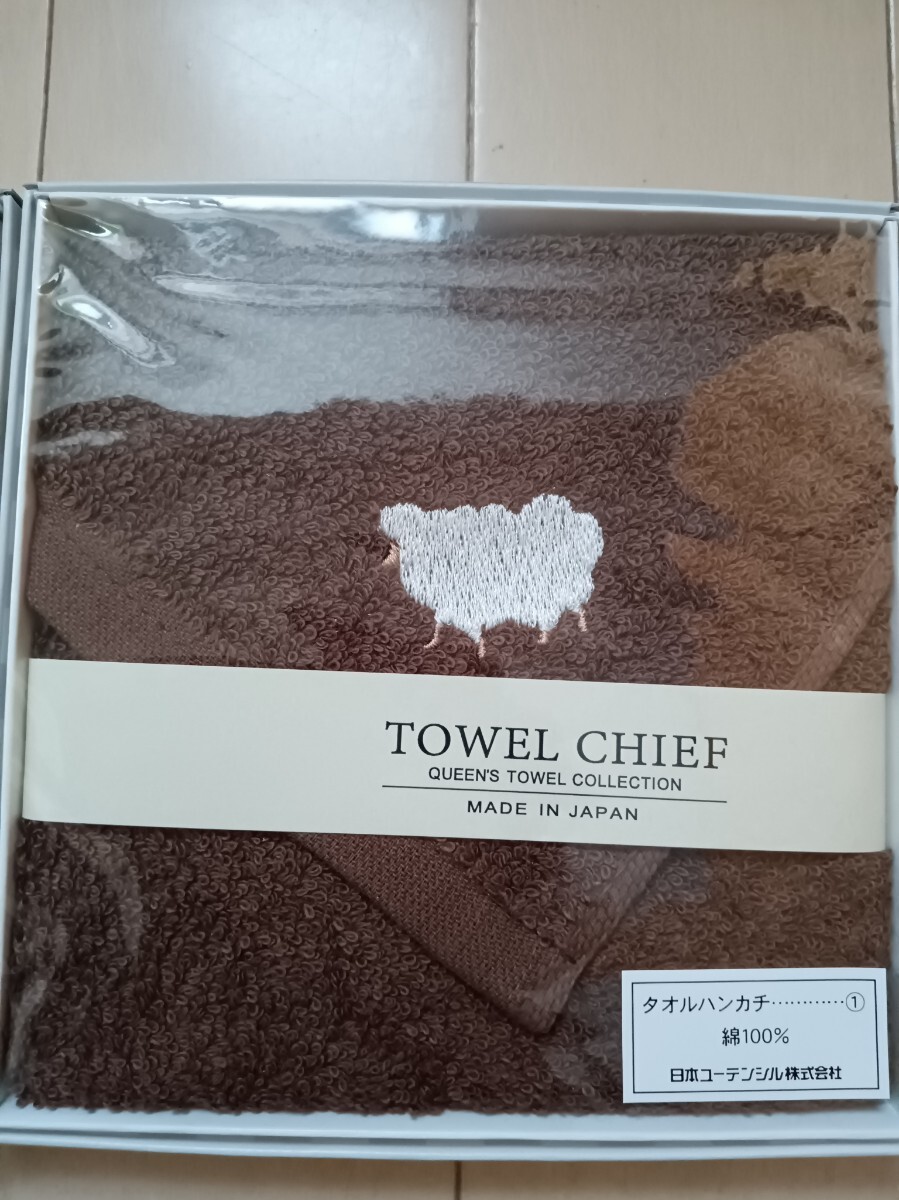 TOWEL CHIEF
QUEEN'S TOWEL COLLECTION
MADE IN JAPAN
タオルハンカチ…………①
綿100%
日本ユーテンシル株式会社